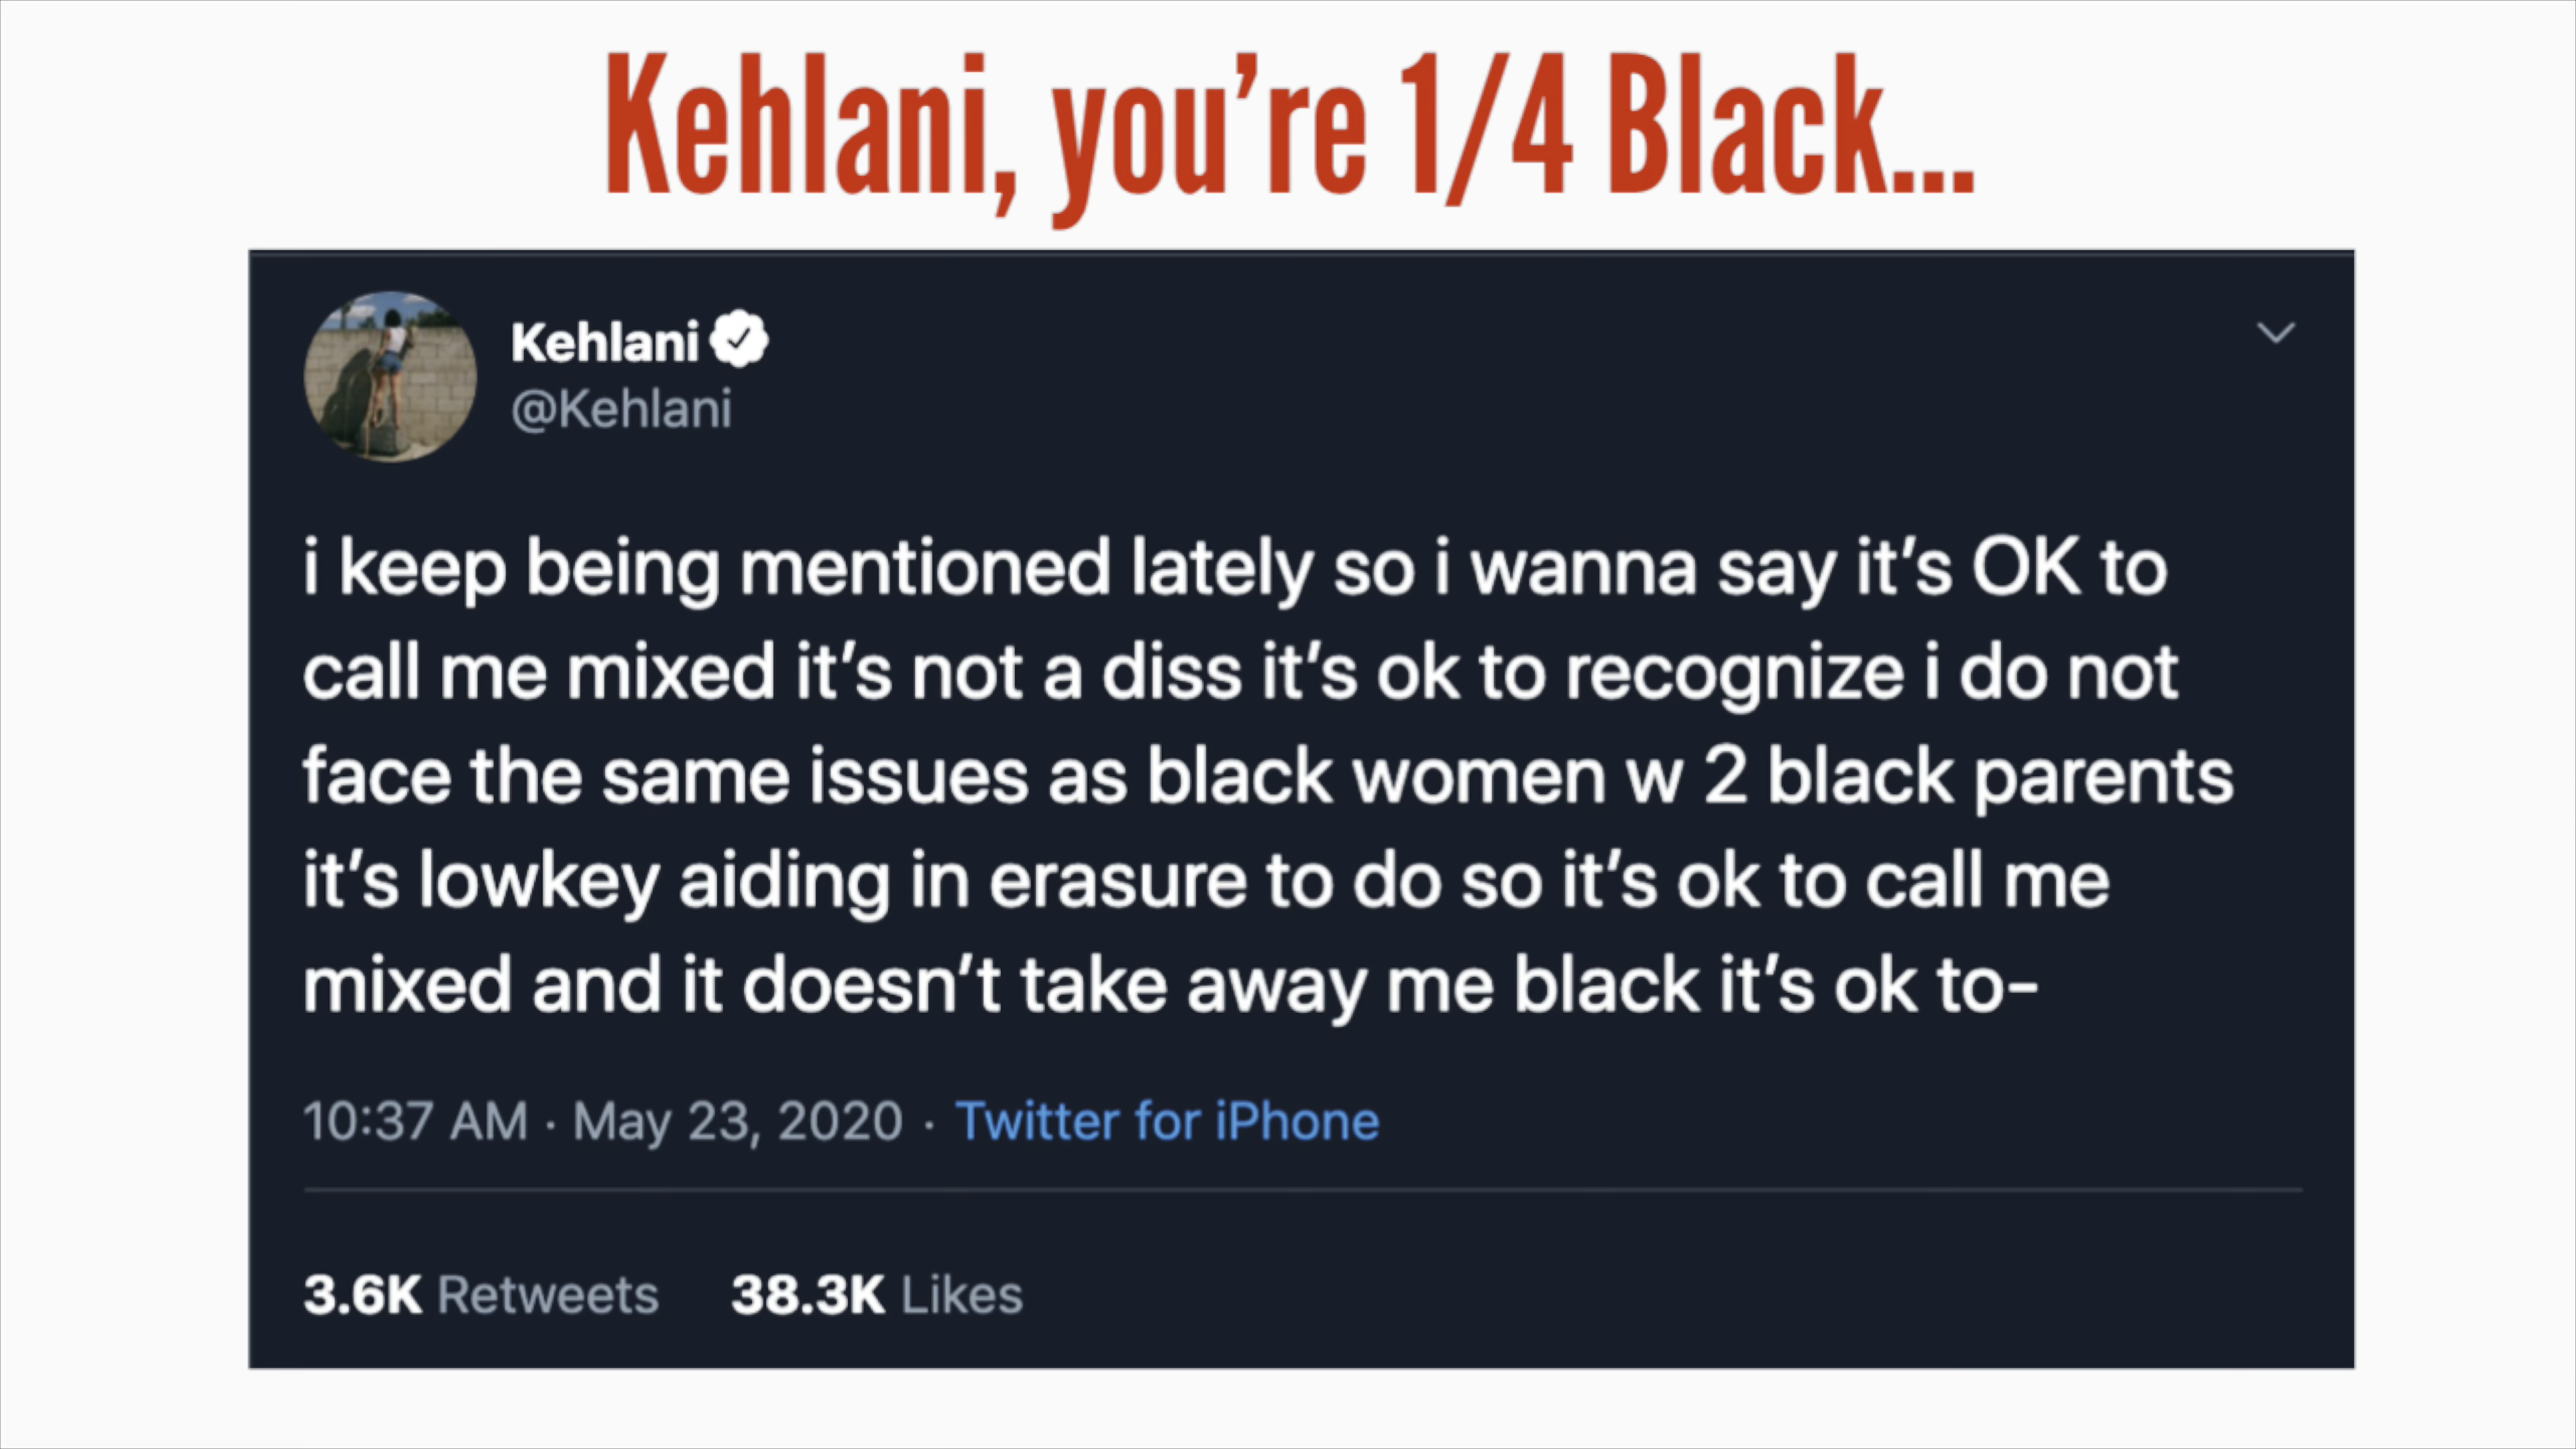 Kehlani, you're 1/4 Black...
Kehlani
@Kehlani
i keep being mentioned lately so i wanna say it's OK to
call me mixed it's not a diss it's ok to recognize i do not
face the same issues as black women w 2 black parents
it's lowkey aiding in erasure to do so it's ok to call me
mixed and it doesn't take away me black it's ok to-
10:37 AM · May 23, 2020 · Twitter for iPhone
3.6K Retweets 38.3K Likes